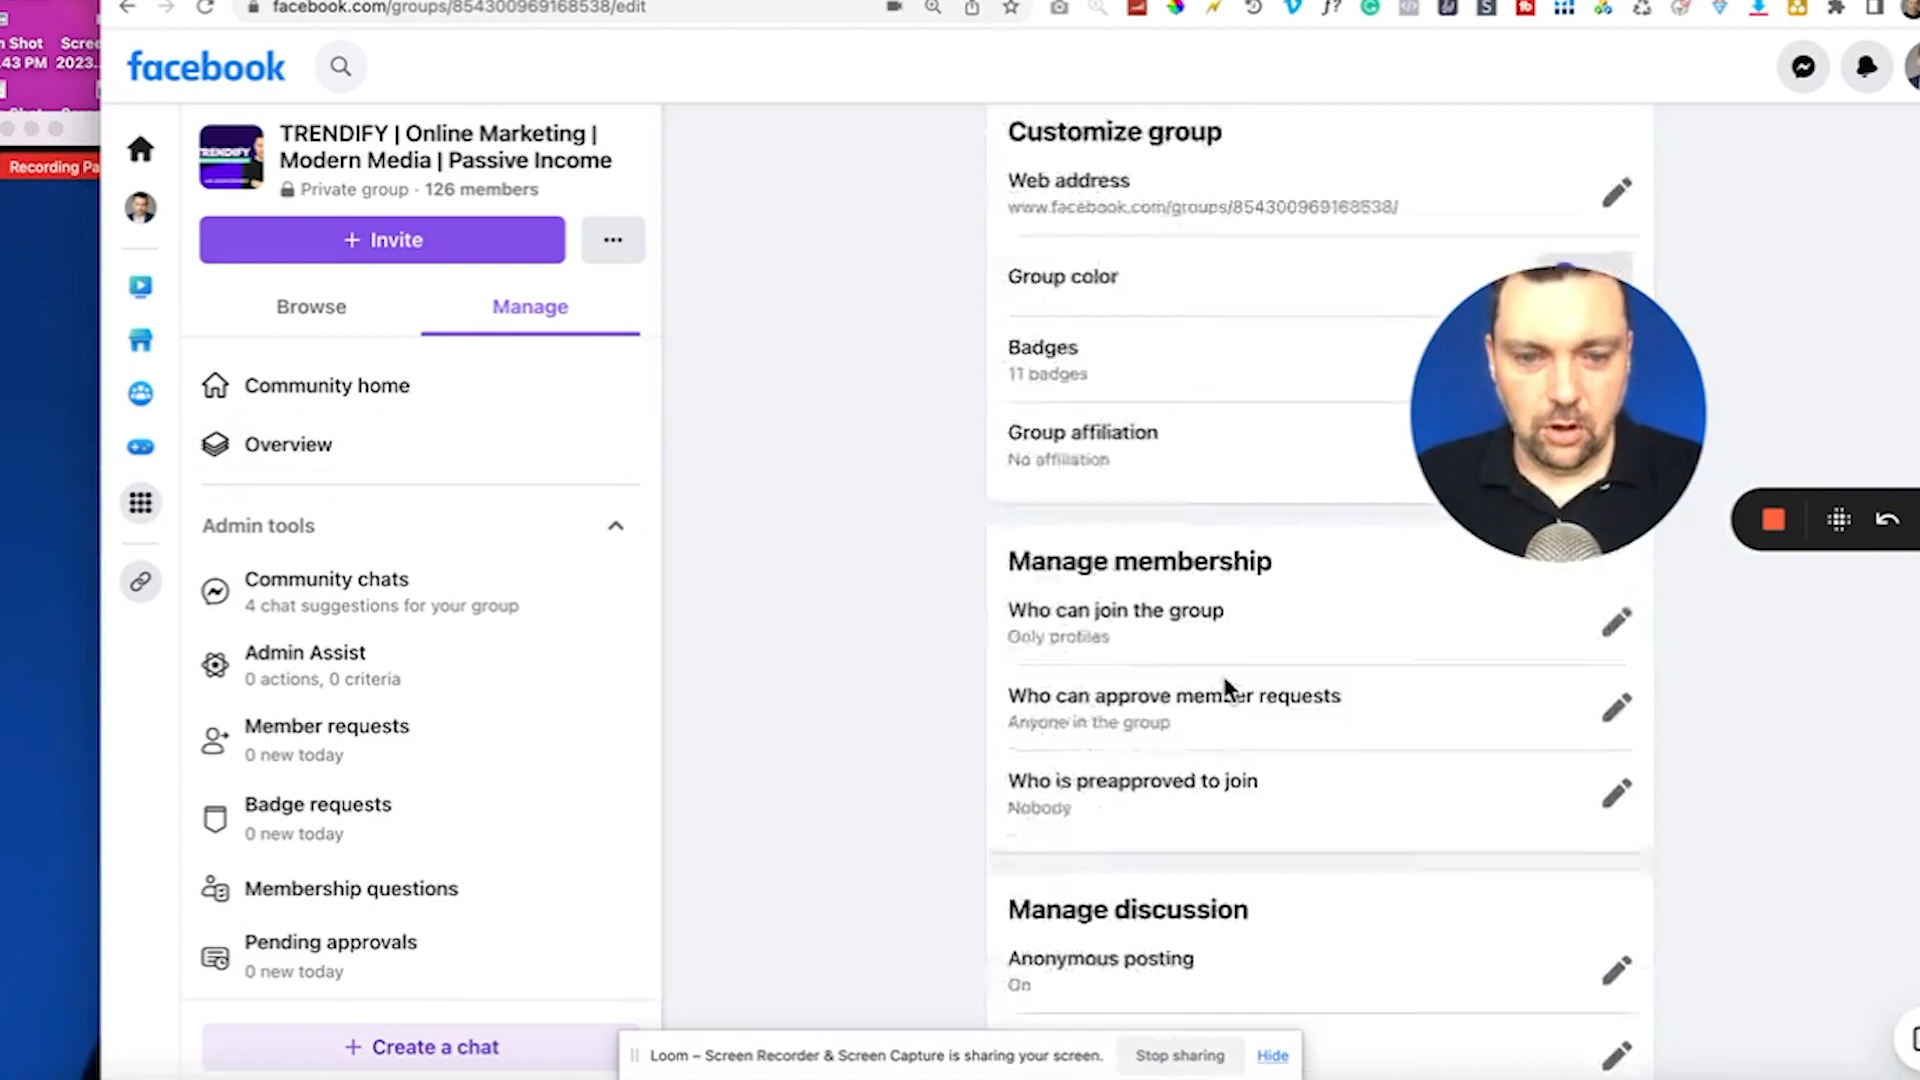 facebook.com/groups/854300969168538/edit
Shot Scree
.43 PM 2023...
facebook
Recording Pa
TRENDIFY | Online Marketing |
Modern Media | Passive Income
Private group · 126 members
+ Invite
...
Browse
Manage
Community home
Overview
Admin tools
Community chats
4 chat suggestions for your group
Admin Assist
0 actions, 0 criteria
Member requests
0 new today
Badge requests
0 new today
Membership questions
Pending approvals
0 new today
+ Create a chat
Customize group
Web address
www.facebook.com/groups/854300969168538/
Group color
Badges
11 badges
Group affiliation
No affiliation
Manage membership
Who can join the group
Only profiles
Who can approve member requests
Anyone in the group
Who is preapproved to join
Nobody
Manage discussion
Anonymous posting
On
Loom – Screen Recorder & Screen Capture is sharing your screen.
Stop sharing
Hide